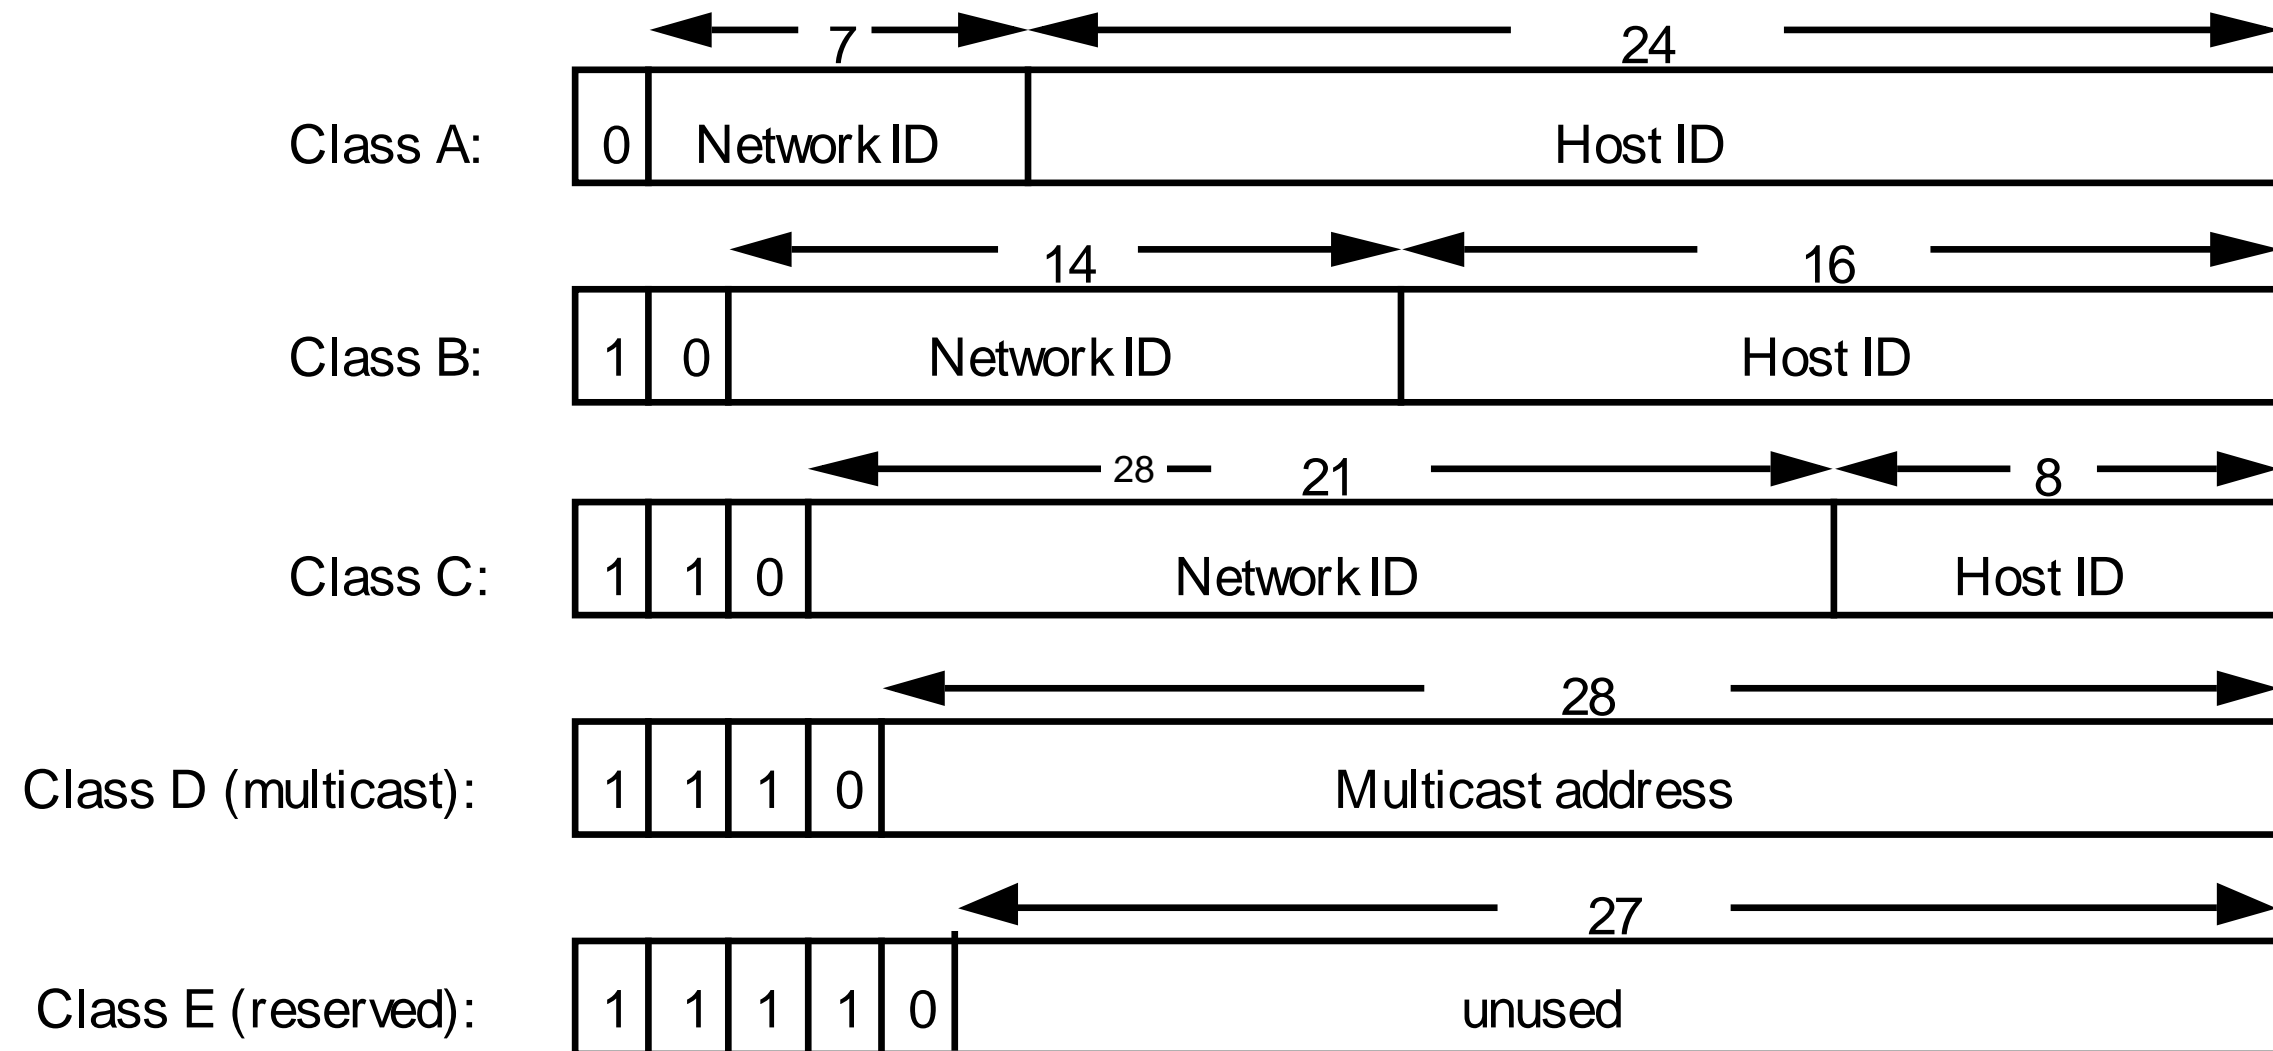 7 24
Class A: 0 Network ID Host ID
14 16
Class B: 1 0 Network ID Host ID
28 21 8
Class C: 1 1 0 Network ID Host ID
28
Class D (multicast): 1 1 1 0 Multicast address
27
Class E (reserved): 1 1 1 1 0 unused